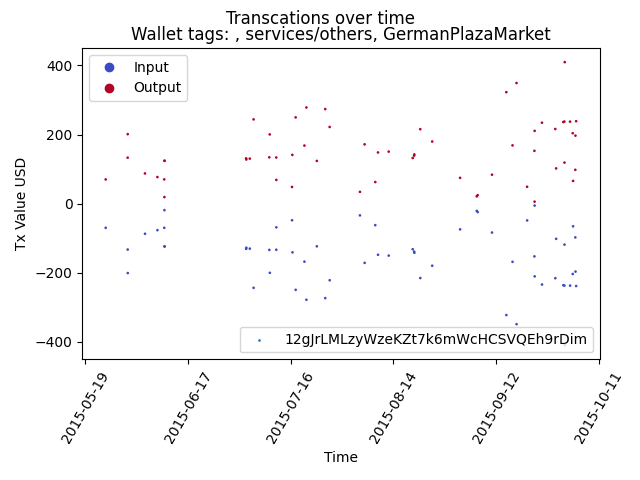 Transcations over time
Wallet tags: , services/others, GermanPlazaMarket
Input
Output
400
200
0
−200
−400
Tx Value USD
12gJrLMLzyWzeKZt7k6mWcHCSVQEh9rDim
2015-05-19
2015-06-17
2015-07-16
2015-08-14
2015-09-12
2015-10-11
Time